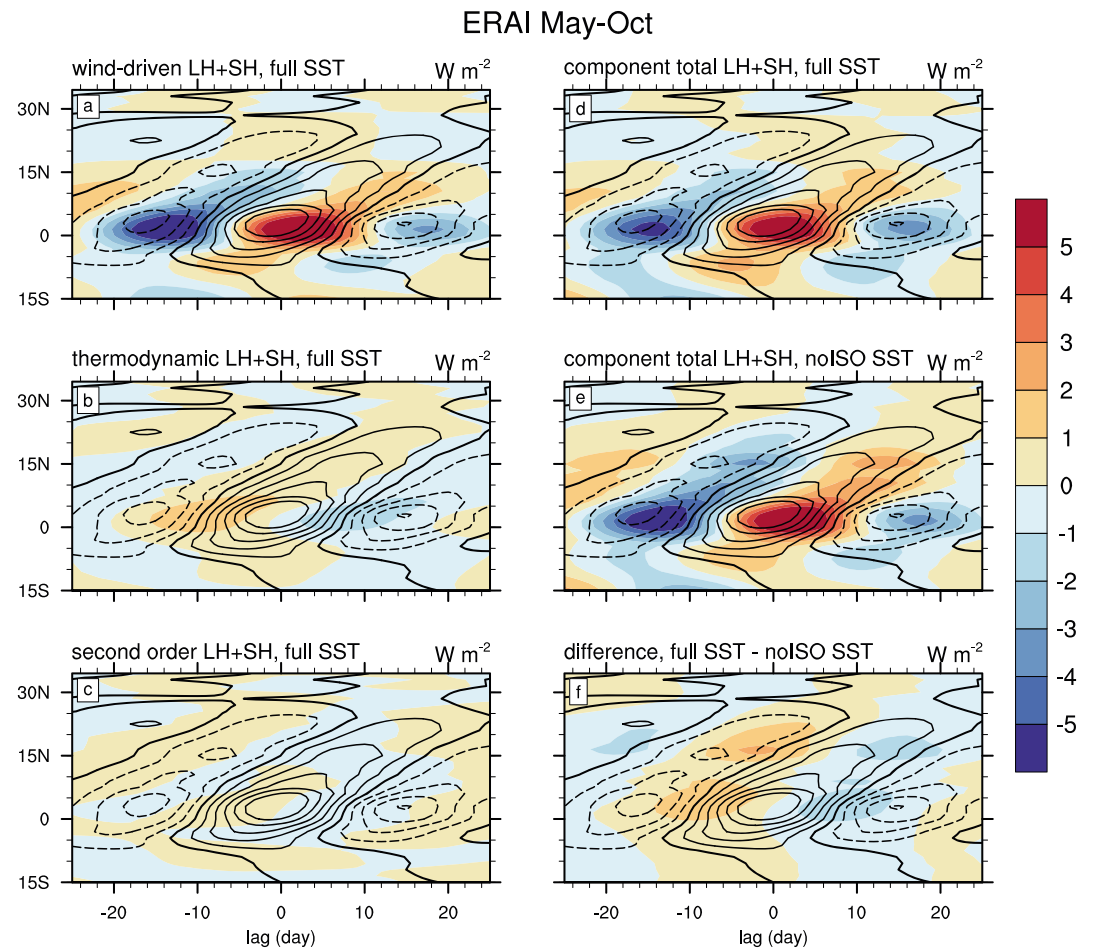 ERAI May-Oct
wind-driven LH+SH, full SST W m-2
a
30N
15N
0
15S
component total LH+SH, full SST W m-2
d
thermodynamic LH+SH, full SST W m-2
b
30N
15N
0
15S
component total LH+SH, noISO SST W m-2
e
second order LH+SH, full SST W m-2
c
30N
15N
0
15S
-20 -10 0 10 20
lag (day)
difference, full SST - noISO SST W m-2
f
-20 -10 0 10 20
lag (day)
5
4
3
2
1
0
-1
-2
-3
-4
-5